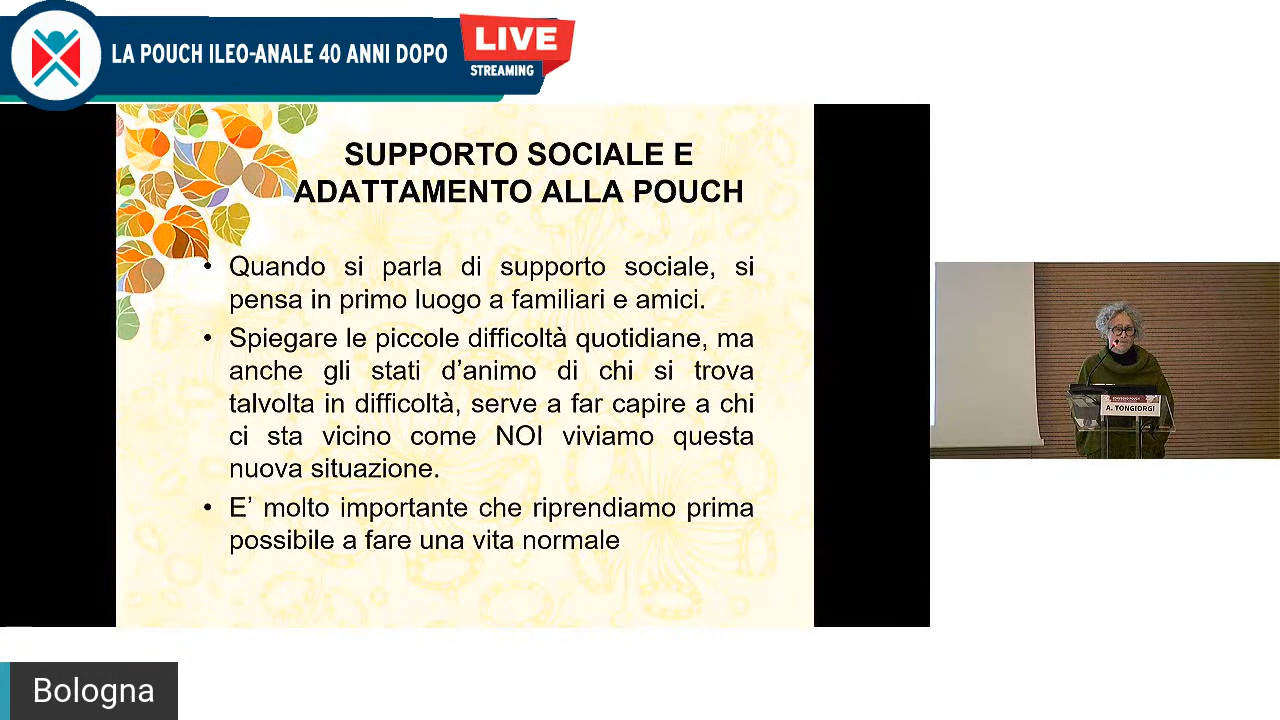 LA POUCH ILEO-ANALE 40 ANNI DOPO
LIVE
STREAMING
SUPPORTO SOCIALE E
ADATTAMENTO ALLA POUCH
• Quando si parla di supporto sociale, si
pensa in primo luogo a familiari e amici.
• Spiegare le piccole difficoltà quotidiane, ma
anche gli stati d’animo di chi si trova
talvolta in difficoltà, serve a far capire a chi
ci sta vicino come NOI viviamo questa
nuova situazione.
• E’ molto importante che riprendiamo prima
possibile a fare una vita normale
A. TONGIORGI
Bologna